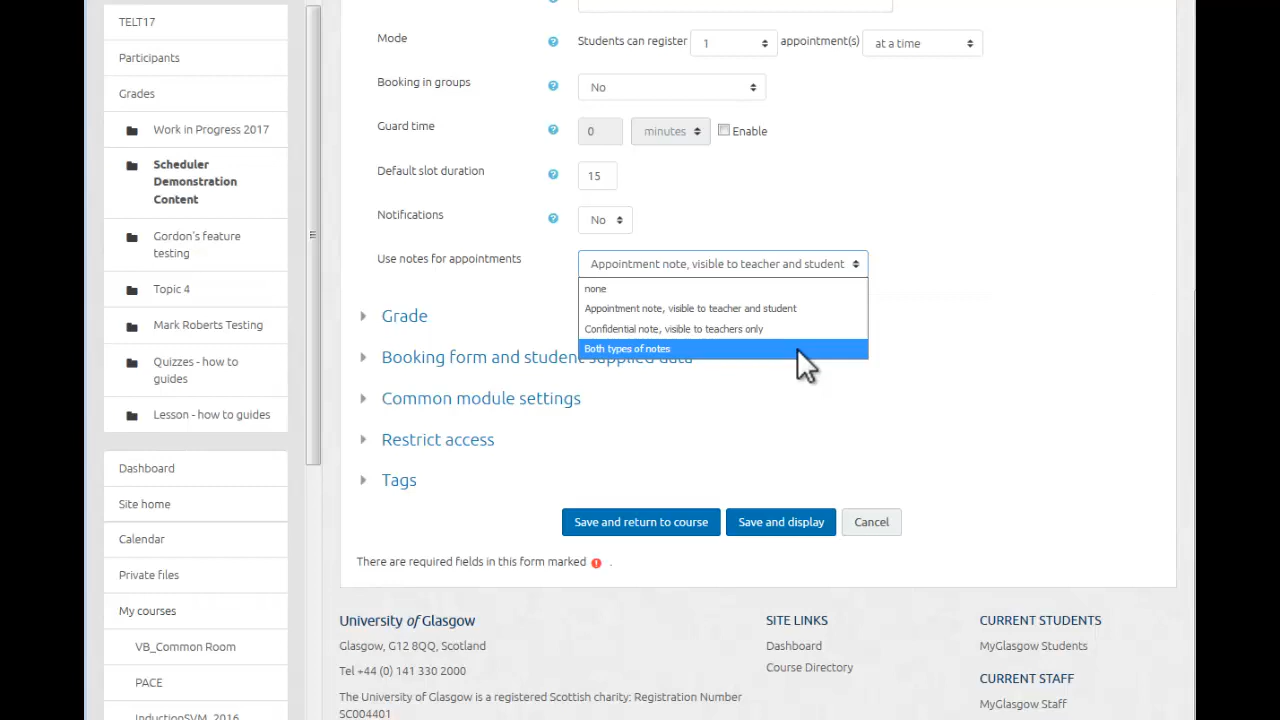 TELT17
Participants
Grades
Work in Progress 2017
Scheduler
Demonstration
Content
Gordon's feature
testing
Topic 4
Mark Roberts Testing
Quizzes - how to
guides
Lesson - how to guides
Dashboard
Site home
Calendar
Private files
My courses
VB_Common Room
PACE
InductionSVM_2016
Mode
Students can register 1 appointment(s) at a time
Booking in groups
No
Guard time
0 minutes Enable
Default slot duration
15
Notifications
No
Use notes for appointments
Appointment note, visible to teacher and student
none
Appointment note, visible to teacher and student
Confidential note, visible to teachers only
Both types of notes
Grade
Booking form and student supplied data
Common module settings
Restrict access
Tags
Save and return to course Save and display Cancel
There are required fields in this form marked .
University of Glasgow
Glasgow, G12 8QQ, Scotland
Tel +44 (0) 141 330 2000
The University of Glasgow is a registered Scottish charity: Registration Number
SC004401
SITE LINKS
Dashboard
Course Directory
CURRENT STUDENTS
MyGlasgow Students
CURRENT STAFF
MyGlasgow Staff